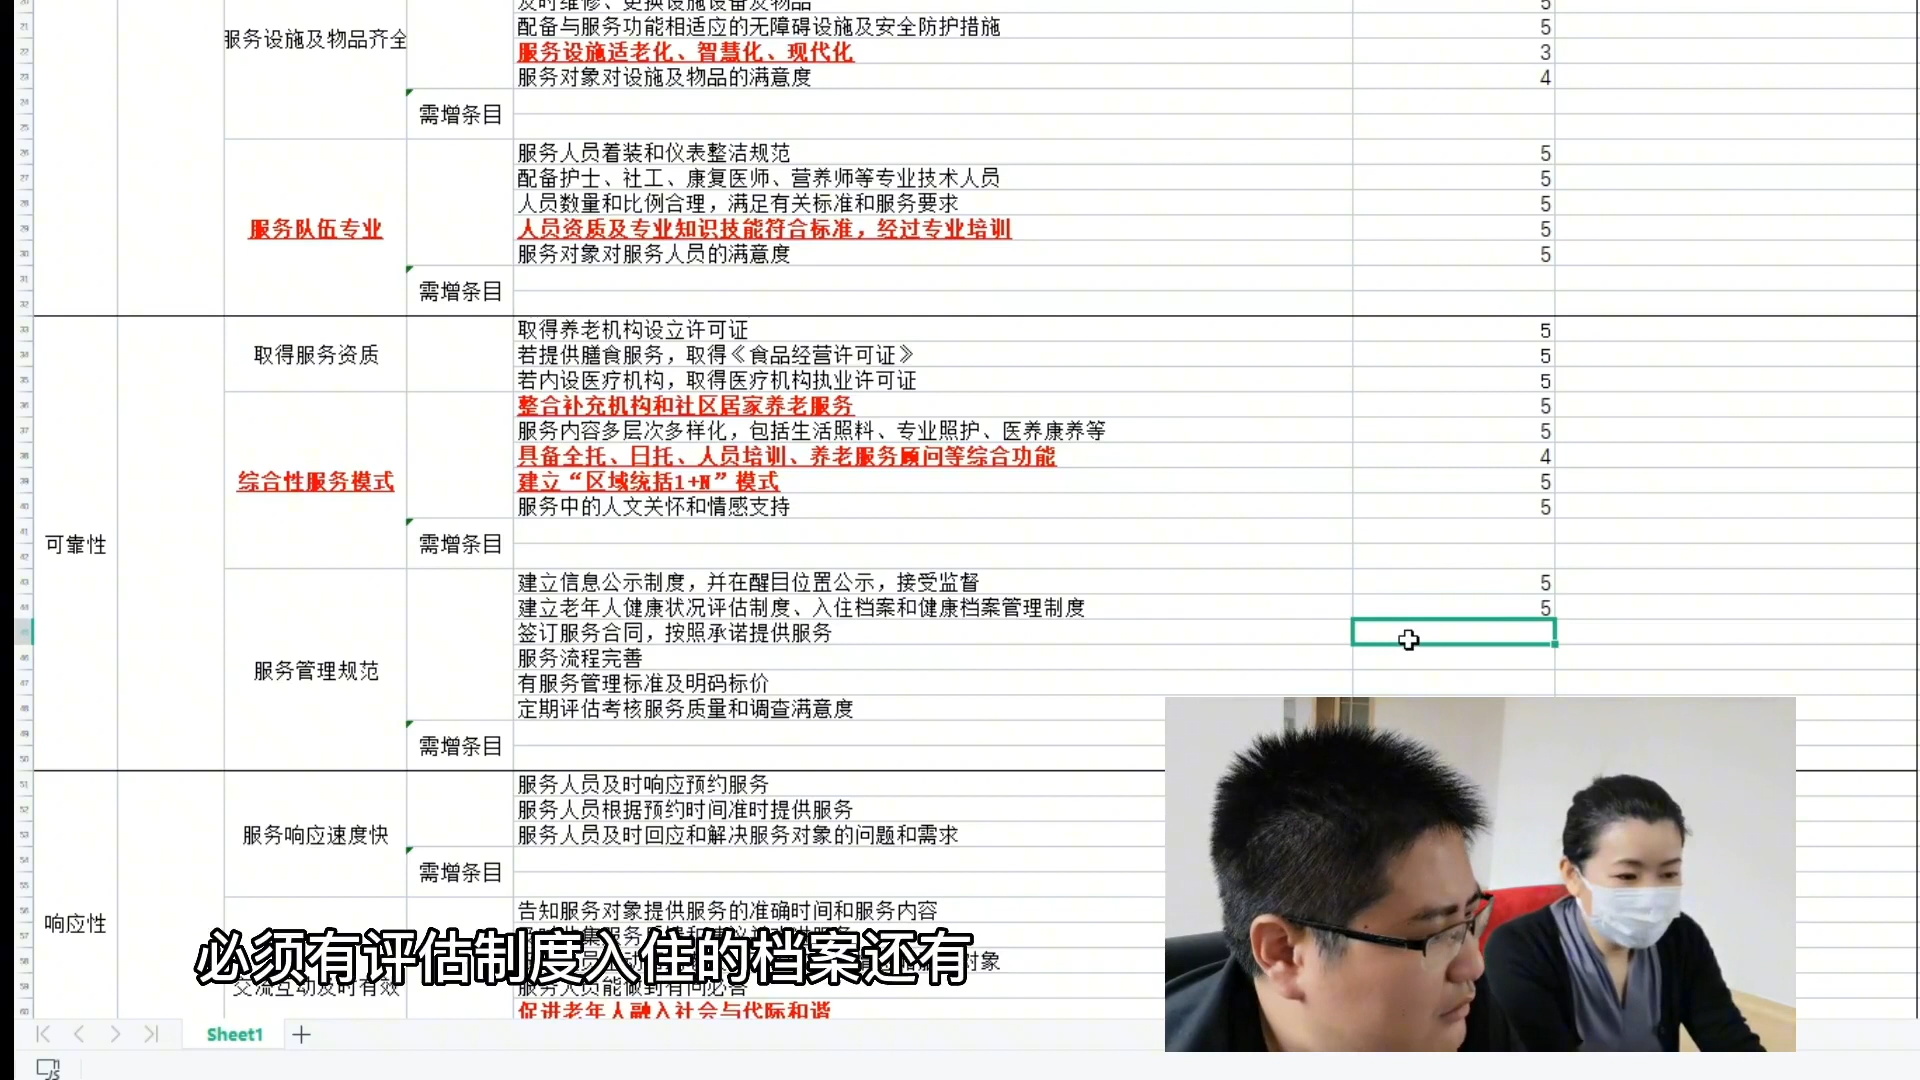 及时维修、更换设施设备及物品 5
配备与服务功能相适应的无障碍设施及安全防护措施 5
服务设施及物品齐全
服务设施适老化、智慧化、现代化 3
服务对象对设施及物品的满意度 4
需增条目
服务人员着装和仪表整洁规范 5
配备护士、社工、康复医师、营养师等专业技术人员 5
人员数量和比例合理，满足有关标准和服务要求 5
服务队伍专业
人员资质及专业知识技能符合标准，经过专业培训 5
服务对象对服务人员的满意度 5
需增条目
取得养老机构设立许可证 5
取得服务资质
若提供膳食服务，取得《食品经营许可证》 5
若内设医疗机构，取得医疗机构执业许可证 5
整合补充机构和社区居家养老服务 5
服务内容多层次多样化，包括生活照料、专业照护、医养康养等 5
具备全托、日托、人员培训、养老服务顾问等综合功能 4
综合性服务模式
建立“区域统括1+N”模式 5
服务中的人文关怀和情感支持 5
可靠性
需增条目
建立信息公示制度，并在醒目位置公示，接受监督 5
建立老年人健康状况评估制度、入住档案和健康档案管理制度 5
签订服务合同，按照承诺提供服务
服务流程完善
服务管理规范
有服务管理标准及明码标价
定期评估考核服务质量和调查满意度
需增条目
服务人员及时响应预约服务
服务人员根据预约时间准时提供服务
服务响应速度快
服务人员及时回应和解决服务对象的问题和需求
需增条目
告知服务对象提供服务的准确时间和服务内容
响应性
必须有评估制度入住的档案还有
对象
交流互动及时有效
服务人员能做到有问必答
促进老年人融入社会与代际和谐
Sheet1